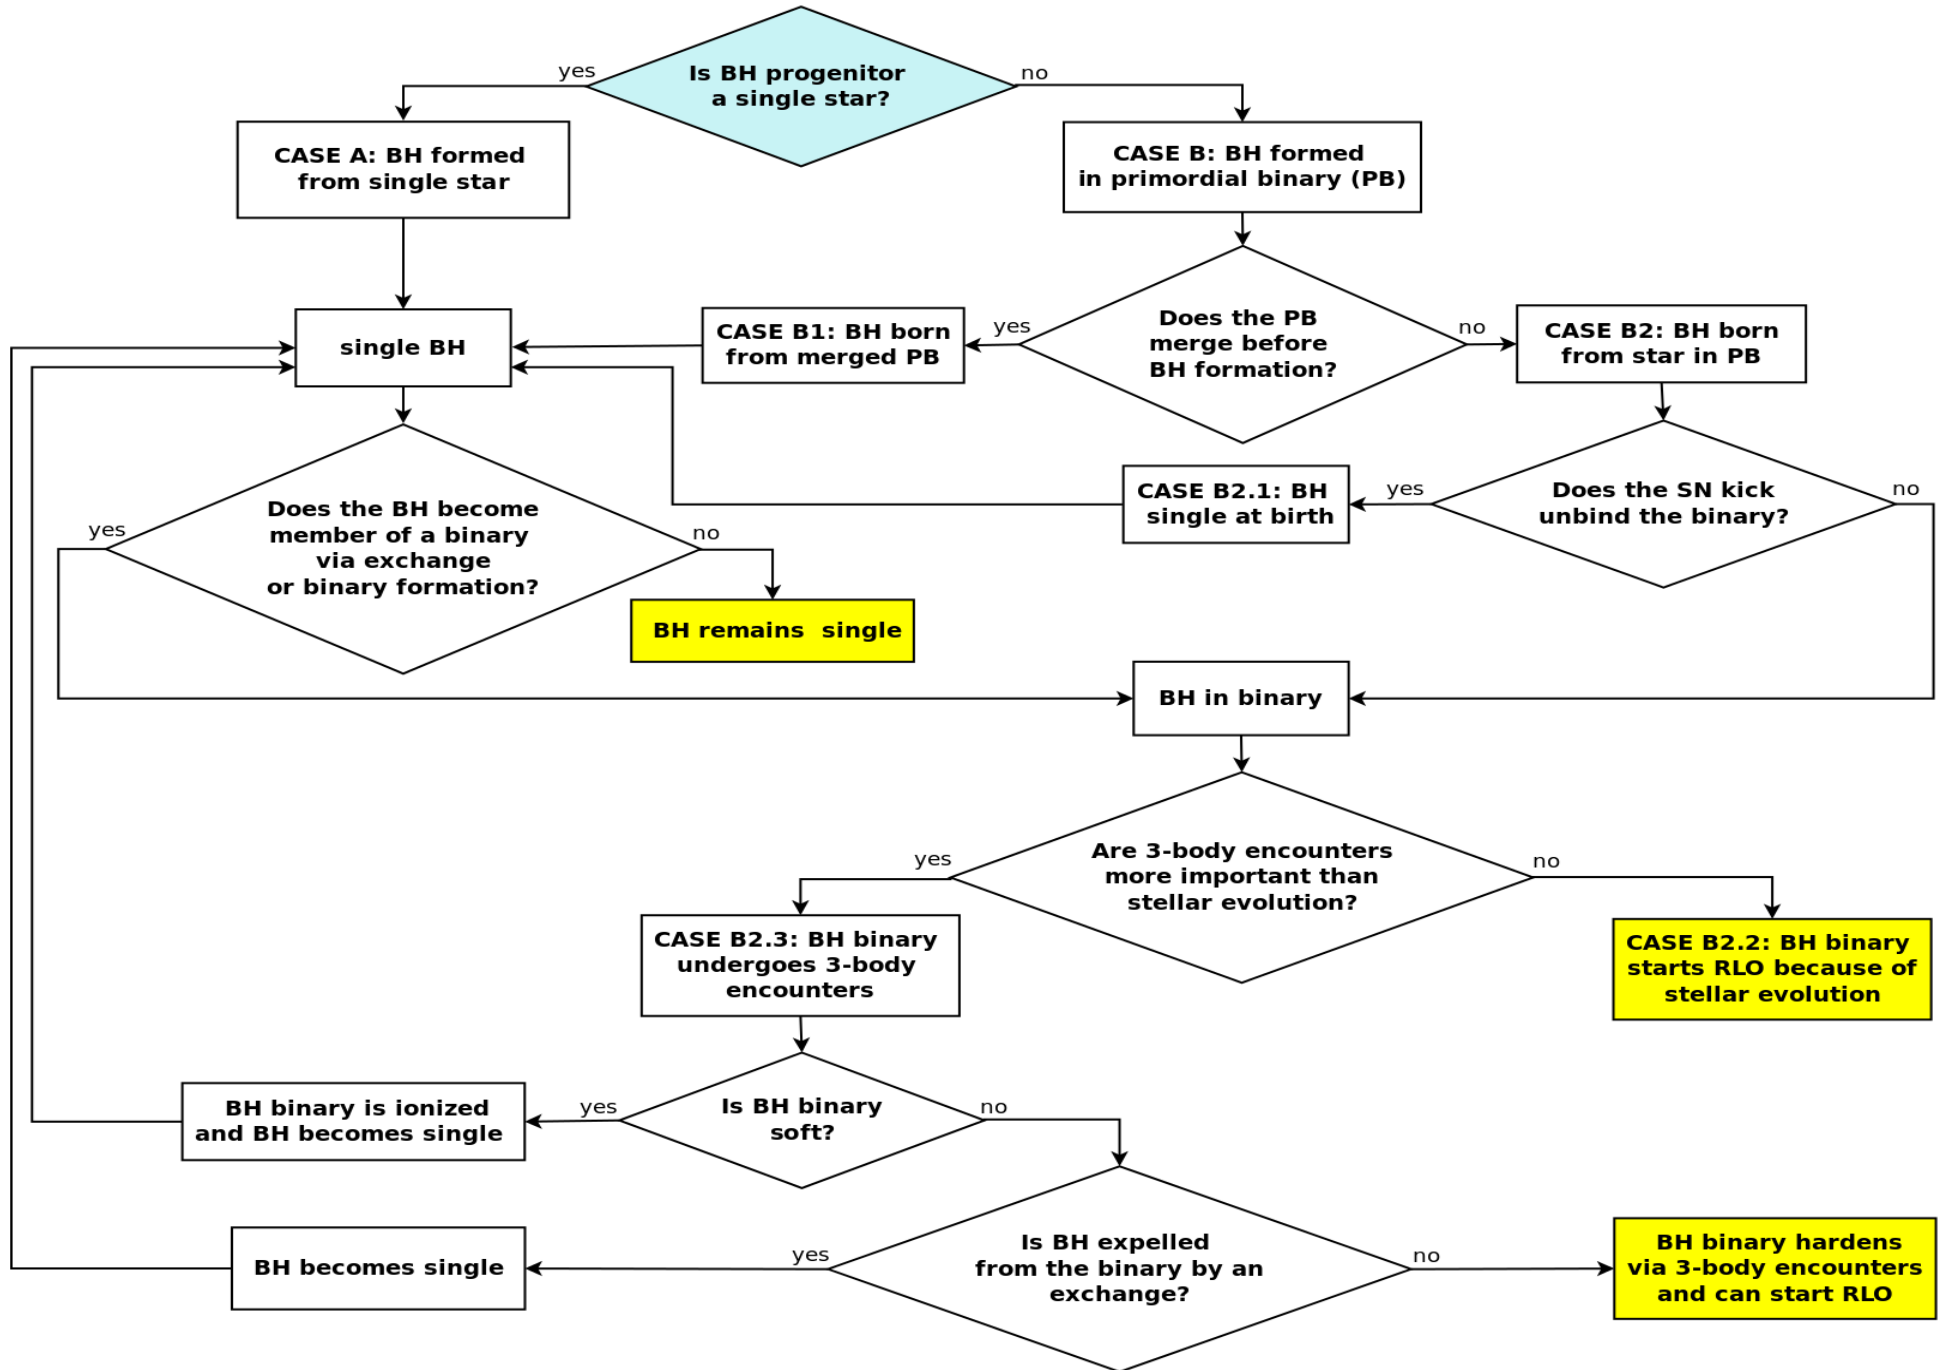 Is BH progenitor
a single star?
yes
no
CASE A: BH formed
from single star
CASE B: BH formed
in primordial binary (PB)
single BH
CASE B1: BH born
from merged PB
yes
Does the PB
merge before
BH formation?
no
CASE B2: BH born
from star in PB
Does the BH become
member of a binary
via exchange
or binary formation?
yes
no
CASE B2.1: BH
single at birth
yes
Does the SN kick
unbind the binary?
no
BH remains single
BH in binary
Are 3-body encounters
more important than
stellar evolution?
yes
no
CASE B2.3: BH binary
undergoes 3-body
encounters
CASE B2.2: BH binary
starts RLO because of
stellar evolution
BH binary is ionized
and BH becomes single
yes
Is BH binary
soft?
no
BH becomes single
yes
Is BH expelled
from the binary by an
exchange?
no
BH binary hardens
via 3-body encounters
and can start RLO